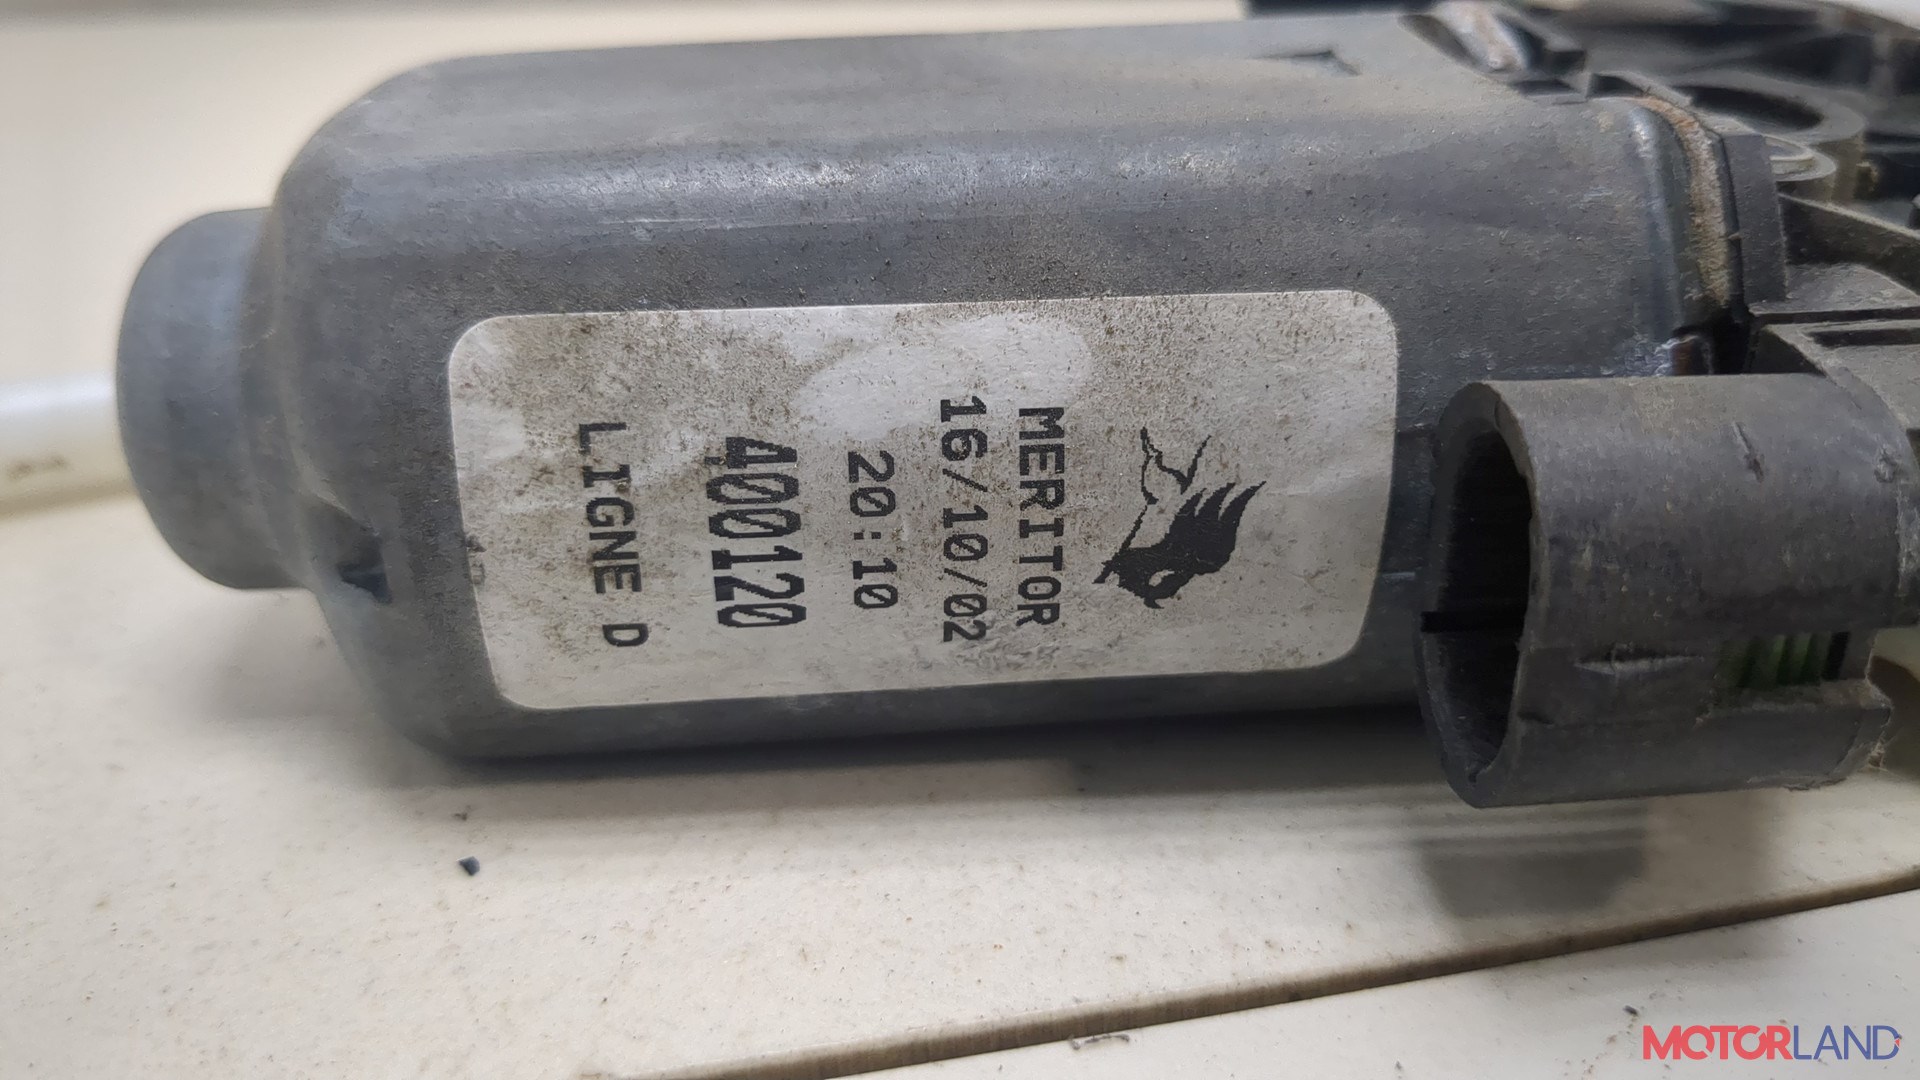 MERITOR
16/10/02
20:10
400120
LIGNE D
MOTORLAND